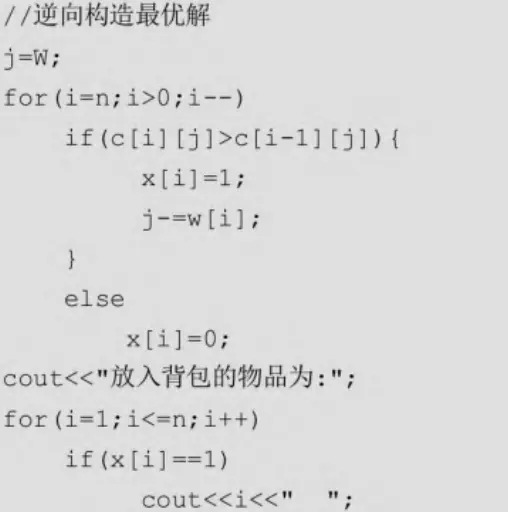 //逆向构造最优解
j=W;
for(i=n;i>0;i--)
    if(c[i][j]>c[i-1][j]){
        x[i]=1;
        j-=w[i];
    }
    else
        x[i]=0;
cout<<"放入背包的物品为:";
for(i=1;i<=n;i++)
    if(x[i]==1)
        cout<<i<<"  ";